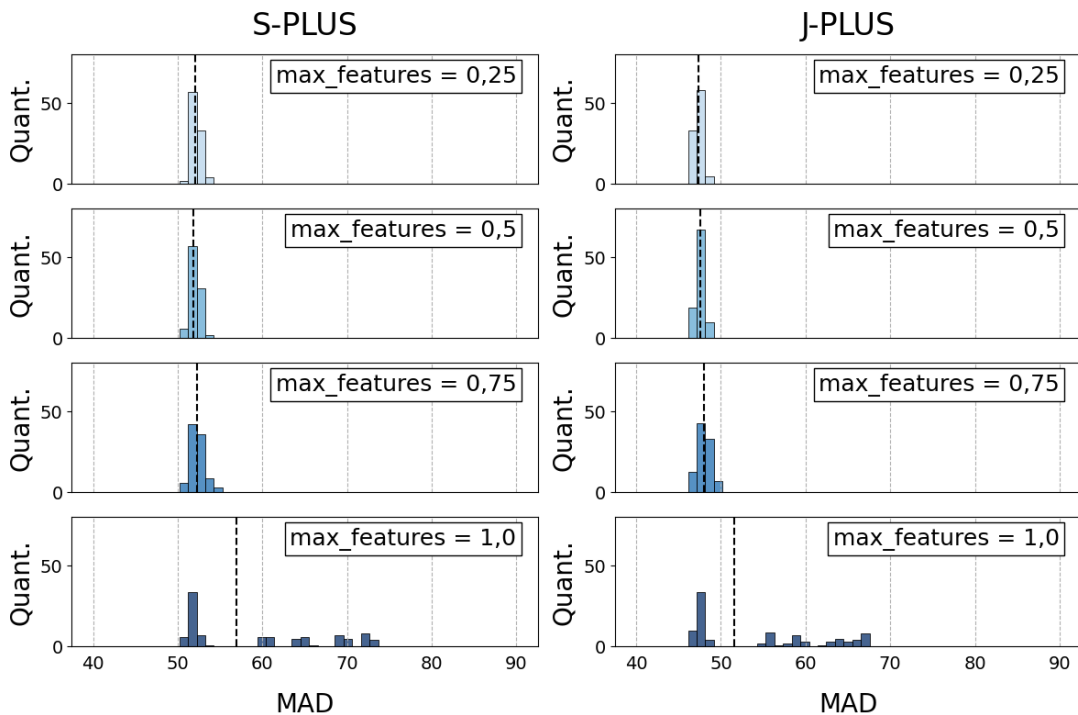 S-PLUS
J-PLUS
max_features = 0,25
max_features = 0,25
Quant.
50
0
Quant.
50
0
max_features = 0,5
max_features = 0,5
Quant.
50
0
Quant.
50
0
max_features = 0,75
max_features = 0,75
Quant.
50
0
Quant.
50
0
max_features = 1,0
max_features = 1,0
Quant.
50
0
Quant.
50
0
40 50 60 70 80 90
40 50 60 70 80 90
MAD
MAD